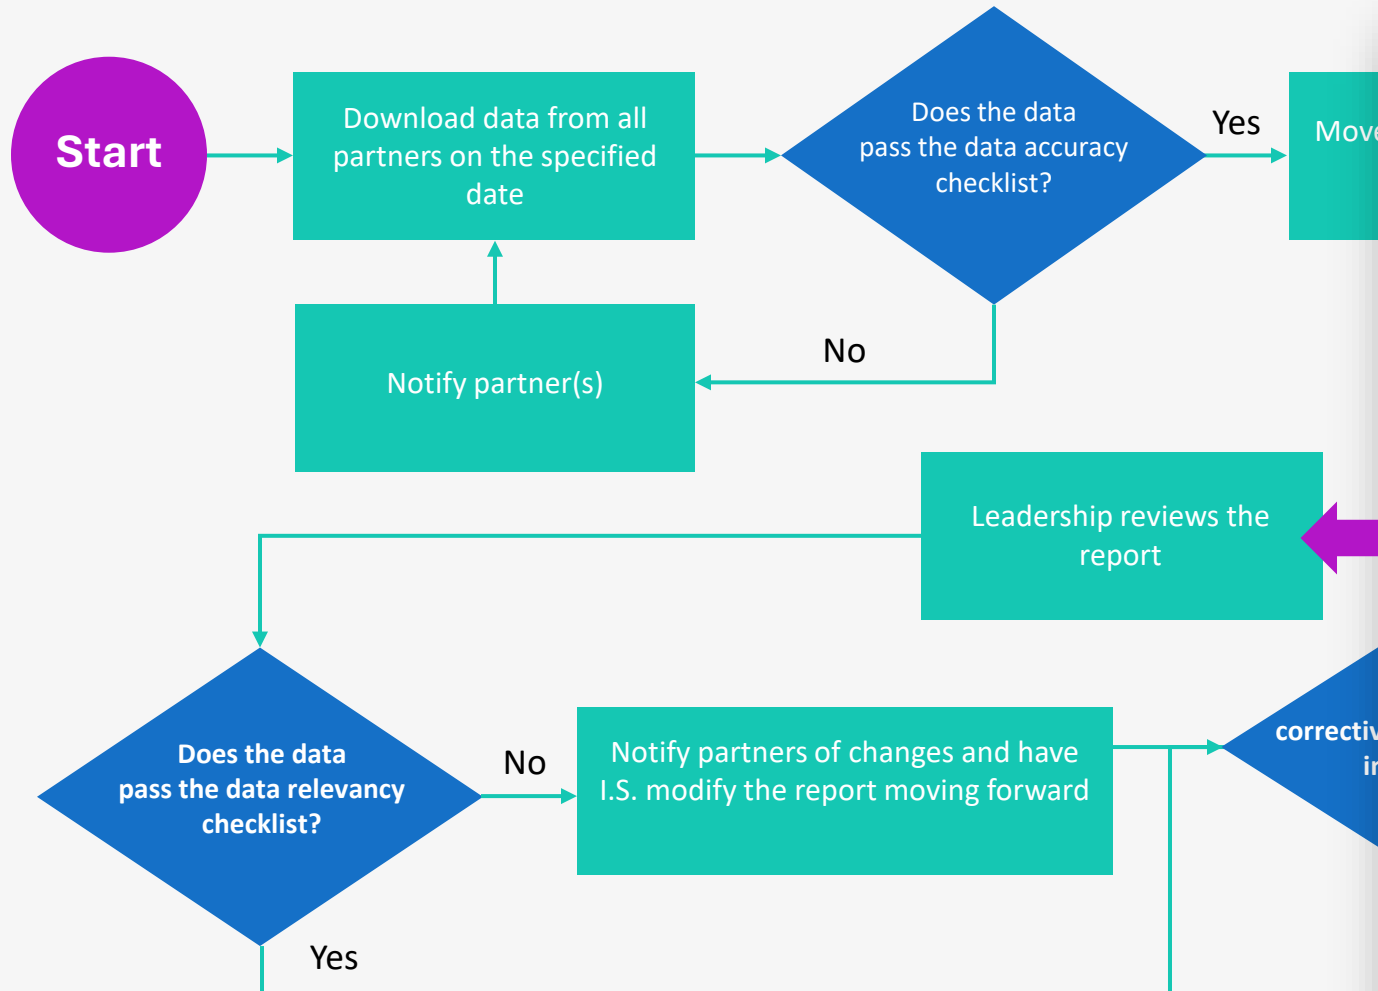 Start
Download data from all
partners on the specified
date
Does the data
pass the data accuracy
checklist?
Yes
No
Notify partner(s)
Leadership reviews the
report
Does the data
pass the data relevancy
checklist?
No
Notify partners of changes and have
I.S. modify the report moving forward
Yes